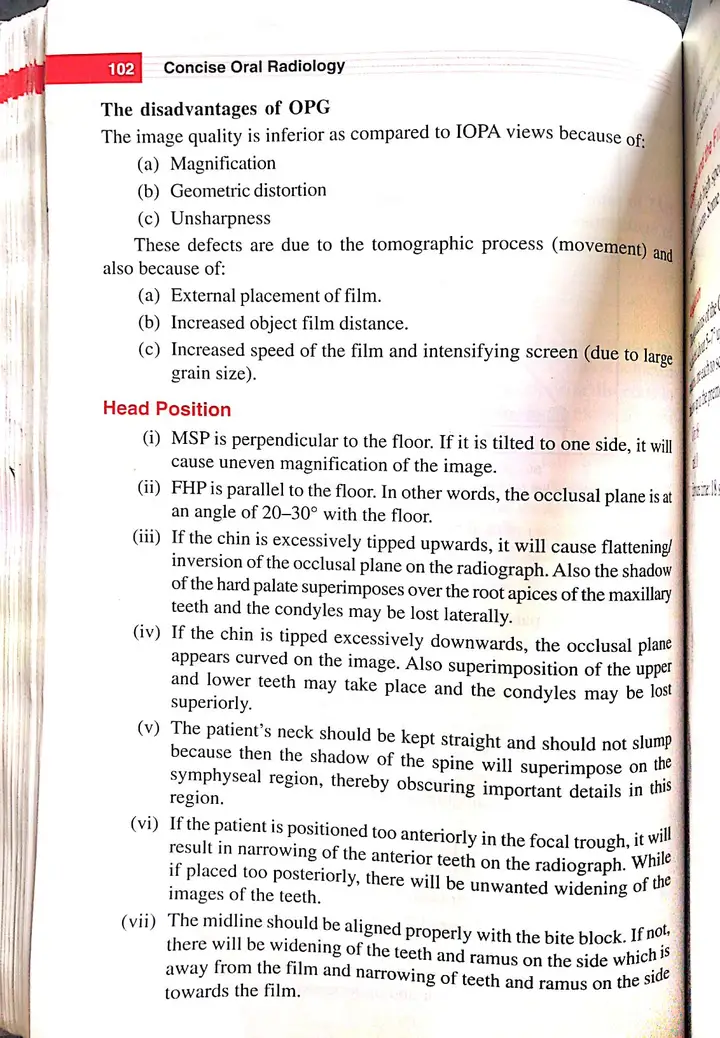 102 Concise Oral Radiology
The disadvantages of OPG
The image quality is inferior as compared to IOPA views because of:
(a) Magnification
(b) Geometric distortion
(c) Unsharpness
These defects are due to the tomographic process (movement) and
also because of:
(a) External placement of film.
(b) Increased object film distance.
(c) Increased speed of the film and intensifying screen (due to large
grain size).
Head Position
(i) MSP is perpendicular to the floor. If it is tilted to one side, it will
cause uneven magnification of the image.
(ii) FHP is parallel to the floor. In other words, the occlusal plane is at
an angle of 20–30° with the floor.
(iii) If the chin is excessively tipped upwards, it will cause flattening/
inversion of the occlusal plane on the radiograph. Also the shadow
of the hard palate superimposes over the root apices of the maxillary
teeth and the condyles may be lost laterally.
(iv) If the chin is tipped excessively downwards, the occlusal plane
appears curved on the image. Also superimposition of the upper
and lower teeth may take place and the condyles may be lost
superiorly.
(v) The patient's neck should be kept straight and should not slump
because then the shadow of the spine will superimpose on the
symphyseal region, thereby obscuring important details in this
region.
(vi) If the patient is positioned too anteriorly in the focal trough, it will
result in narrowing of the anterior teeth on the radiograph. While
if placed too posteriorly, there will be unwanted widening of the
images of the teeth.
(vii) The midline should be aligned properly with the bite block. If not,
there will be widening of the teeth and ramus on the side which is
away from the film and narrowing of teeth and ramus on the side
towards the film.